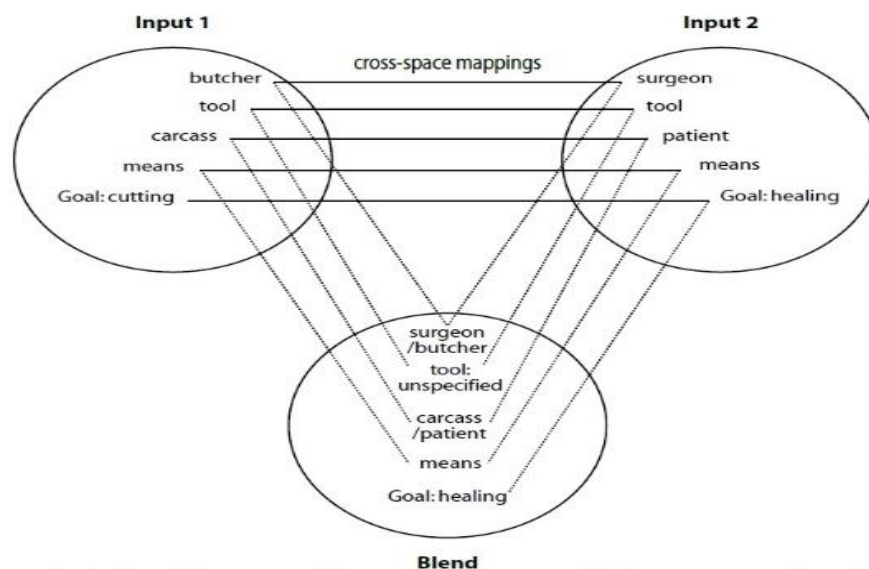 Input 1
Input 2
cross-space mappings
butcher
tool
carcass
means
Goal: cutting
surgeon
tool
patient
means
Goal: healing
surgeon
/butcher
tool:
unspecified
carcass
/patient
means
Goal: healing
Blend